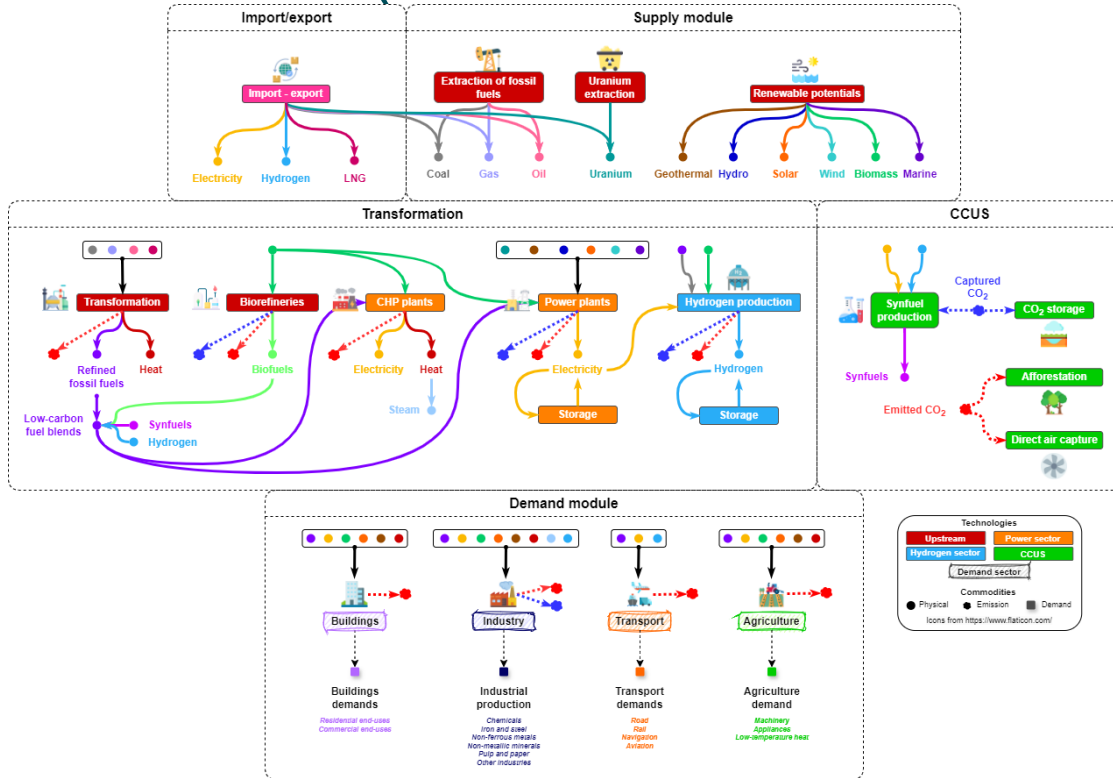 Import/export
Supply module
Import - export
Extraction of fossil
fuels
Uranium
extraction
Renewable potentials
Electricity
Hydrogen
LNG
Coal
Gas
Oil
Uranium
Geothermal
Hydro
Solar
Wind
Biomass
Marine
Transformation
CCUS
Transformation
Biorefineries
CHP plants
Power plants
Hydrogen production
Synfuel
production
Captured
CO2
CO2 storage
Refined
fossil fuels
Heat
Biofuels
Electricity
Heat
Electricity
Hydrogen
Synfuels
Afforestation
Low-carbon
fuel blends
Synfuels
Hydrogen
Steam
Storage
Storage
Emitted CO2
Direct air capture
Demand module
Buildings
Industry
Transport
Agriculture
Buildings
demands
Residential end-uses
Commercial end-uses
Industrial
production
Chemicals
Iron and steel
Non-ferrous metals
Non-metallic minerals
Pulp and paper
Other industries
Transport
demands
Road
Rail
Navigation
Aviation
Agriculture
demand
Machinery
Appliances
Low-temperature heat
Technologies
Upstream
Power sector
Hydrogen sector
CCUS
Demand sector
Commodities
Physical
Emission
Demand
Icons from https://www.flaticon.com/